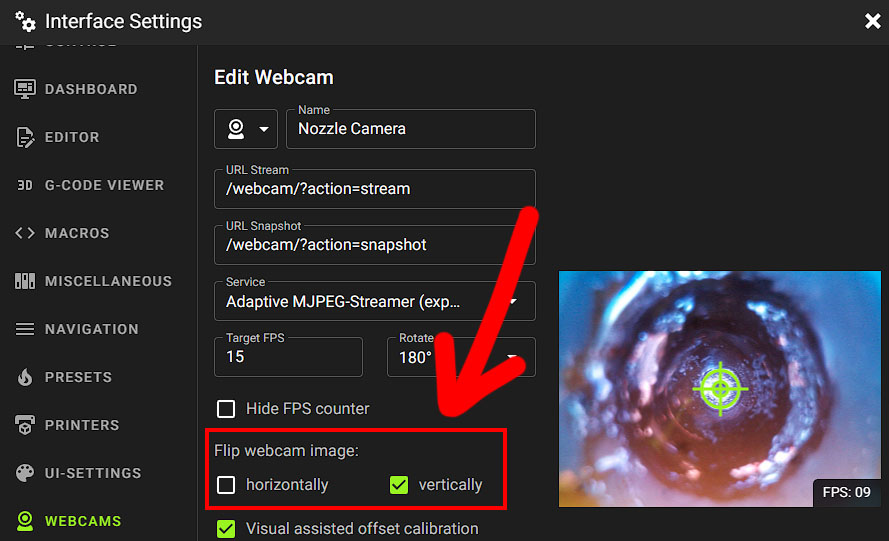 Interface Settings
CONTROL
DASHBOARD
EDITOR
3D G-CODE VIEWER
MACROS
MISCELLANEOUS
NAVIGATION
PRESETS
PRINTERS
UI-SETTINGS
WEBCAMS
Edit Webcam
Name
Nozzle Camera
URL Stream
/webcam/?action=stream
URL Snapshot
/webcam/?action=snapshot
Service
Adaptive MJPEG-Streamer (exp...
Target FPS
15
Rotate
180°
Hide FPS counter
Flip webcam image:
horizontally
vertically
Visual assisted offset calibration
FPS: 09